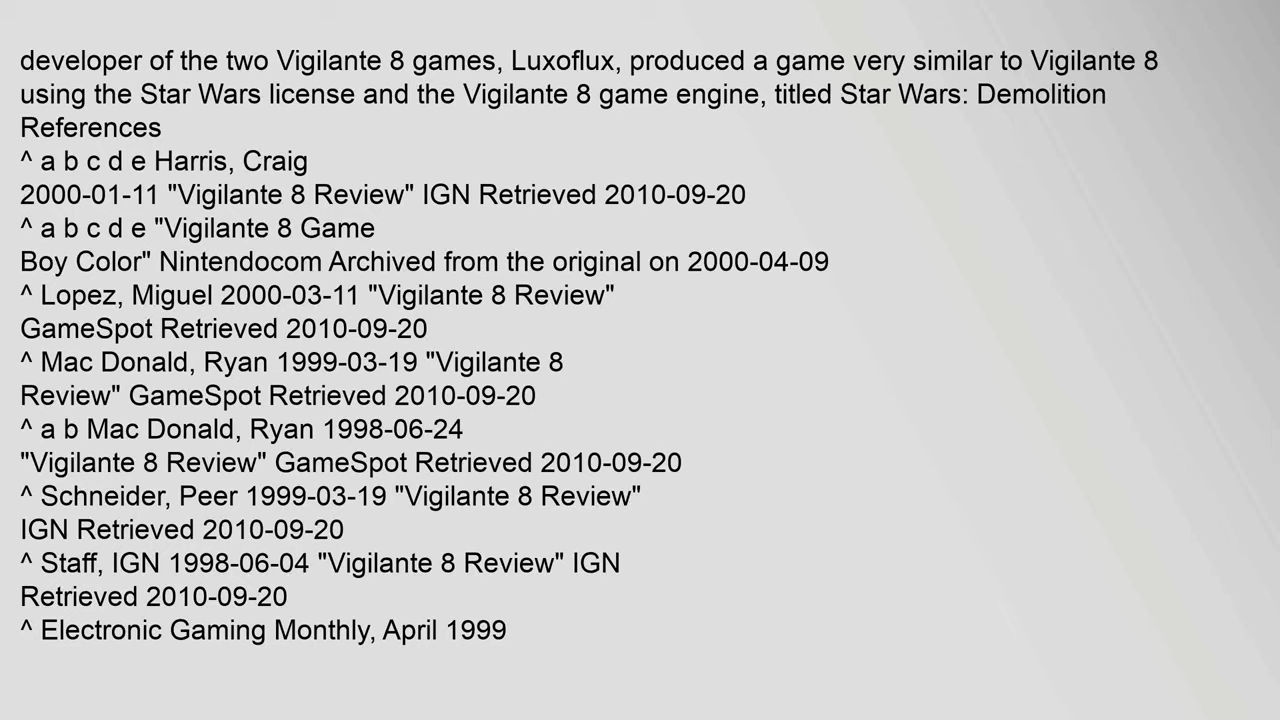 developer of the two Vigilante 8 games, Luxoflux, produced a game very similar to Vigilante 8
using the Star Wars license and the Vigilante 8 game engine, titled Star Wars: Demolition
References
^ a b c d e Harris, Craig
2000-01-11 "Vigilante 8 Review" IGN Retrieved 2010-09-20
^ a b c d e "Vigilante 8 Game
Boy Color" Nintendocom Archived from the original on 2000-04-09
^ Lopez, Miguel 2000-03-11 "Vigilante 8 Review"
GameSpot Retrieved 2010-09-20
^ Mac Donald, Ryan 1999-03-19 "Vigilante 8
Review" GameSpot Retrieved 2010-09-20
^ a b Mac Donald, Ryan 1998-06-24
"Vigilante 8 Review" GameSpot Retrieved 2010-09-20
^ Schneider, Peer 1999-03-19 "Vigilante 8 Review"
IGN Retrieved 2010-09-20
^ Staff, IGN 1998-06-04 "Vigilante 8 Review" IGN
Retrieved 2010-09-20
^ Electronic Gaming Monthly, April 1999